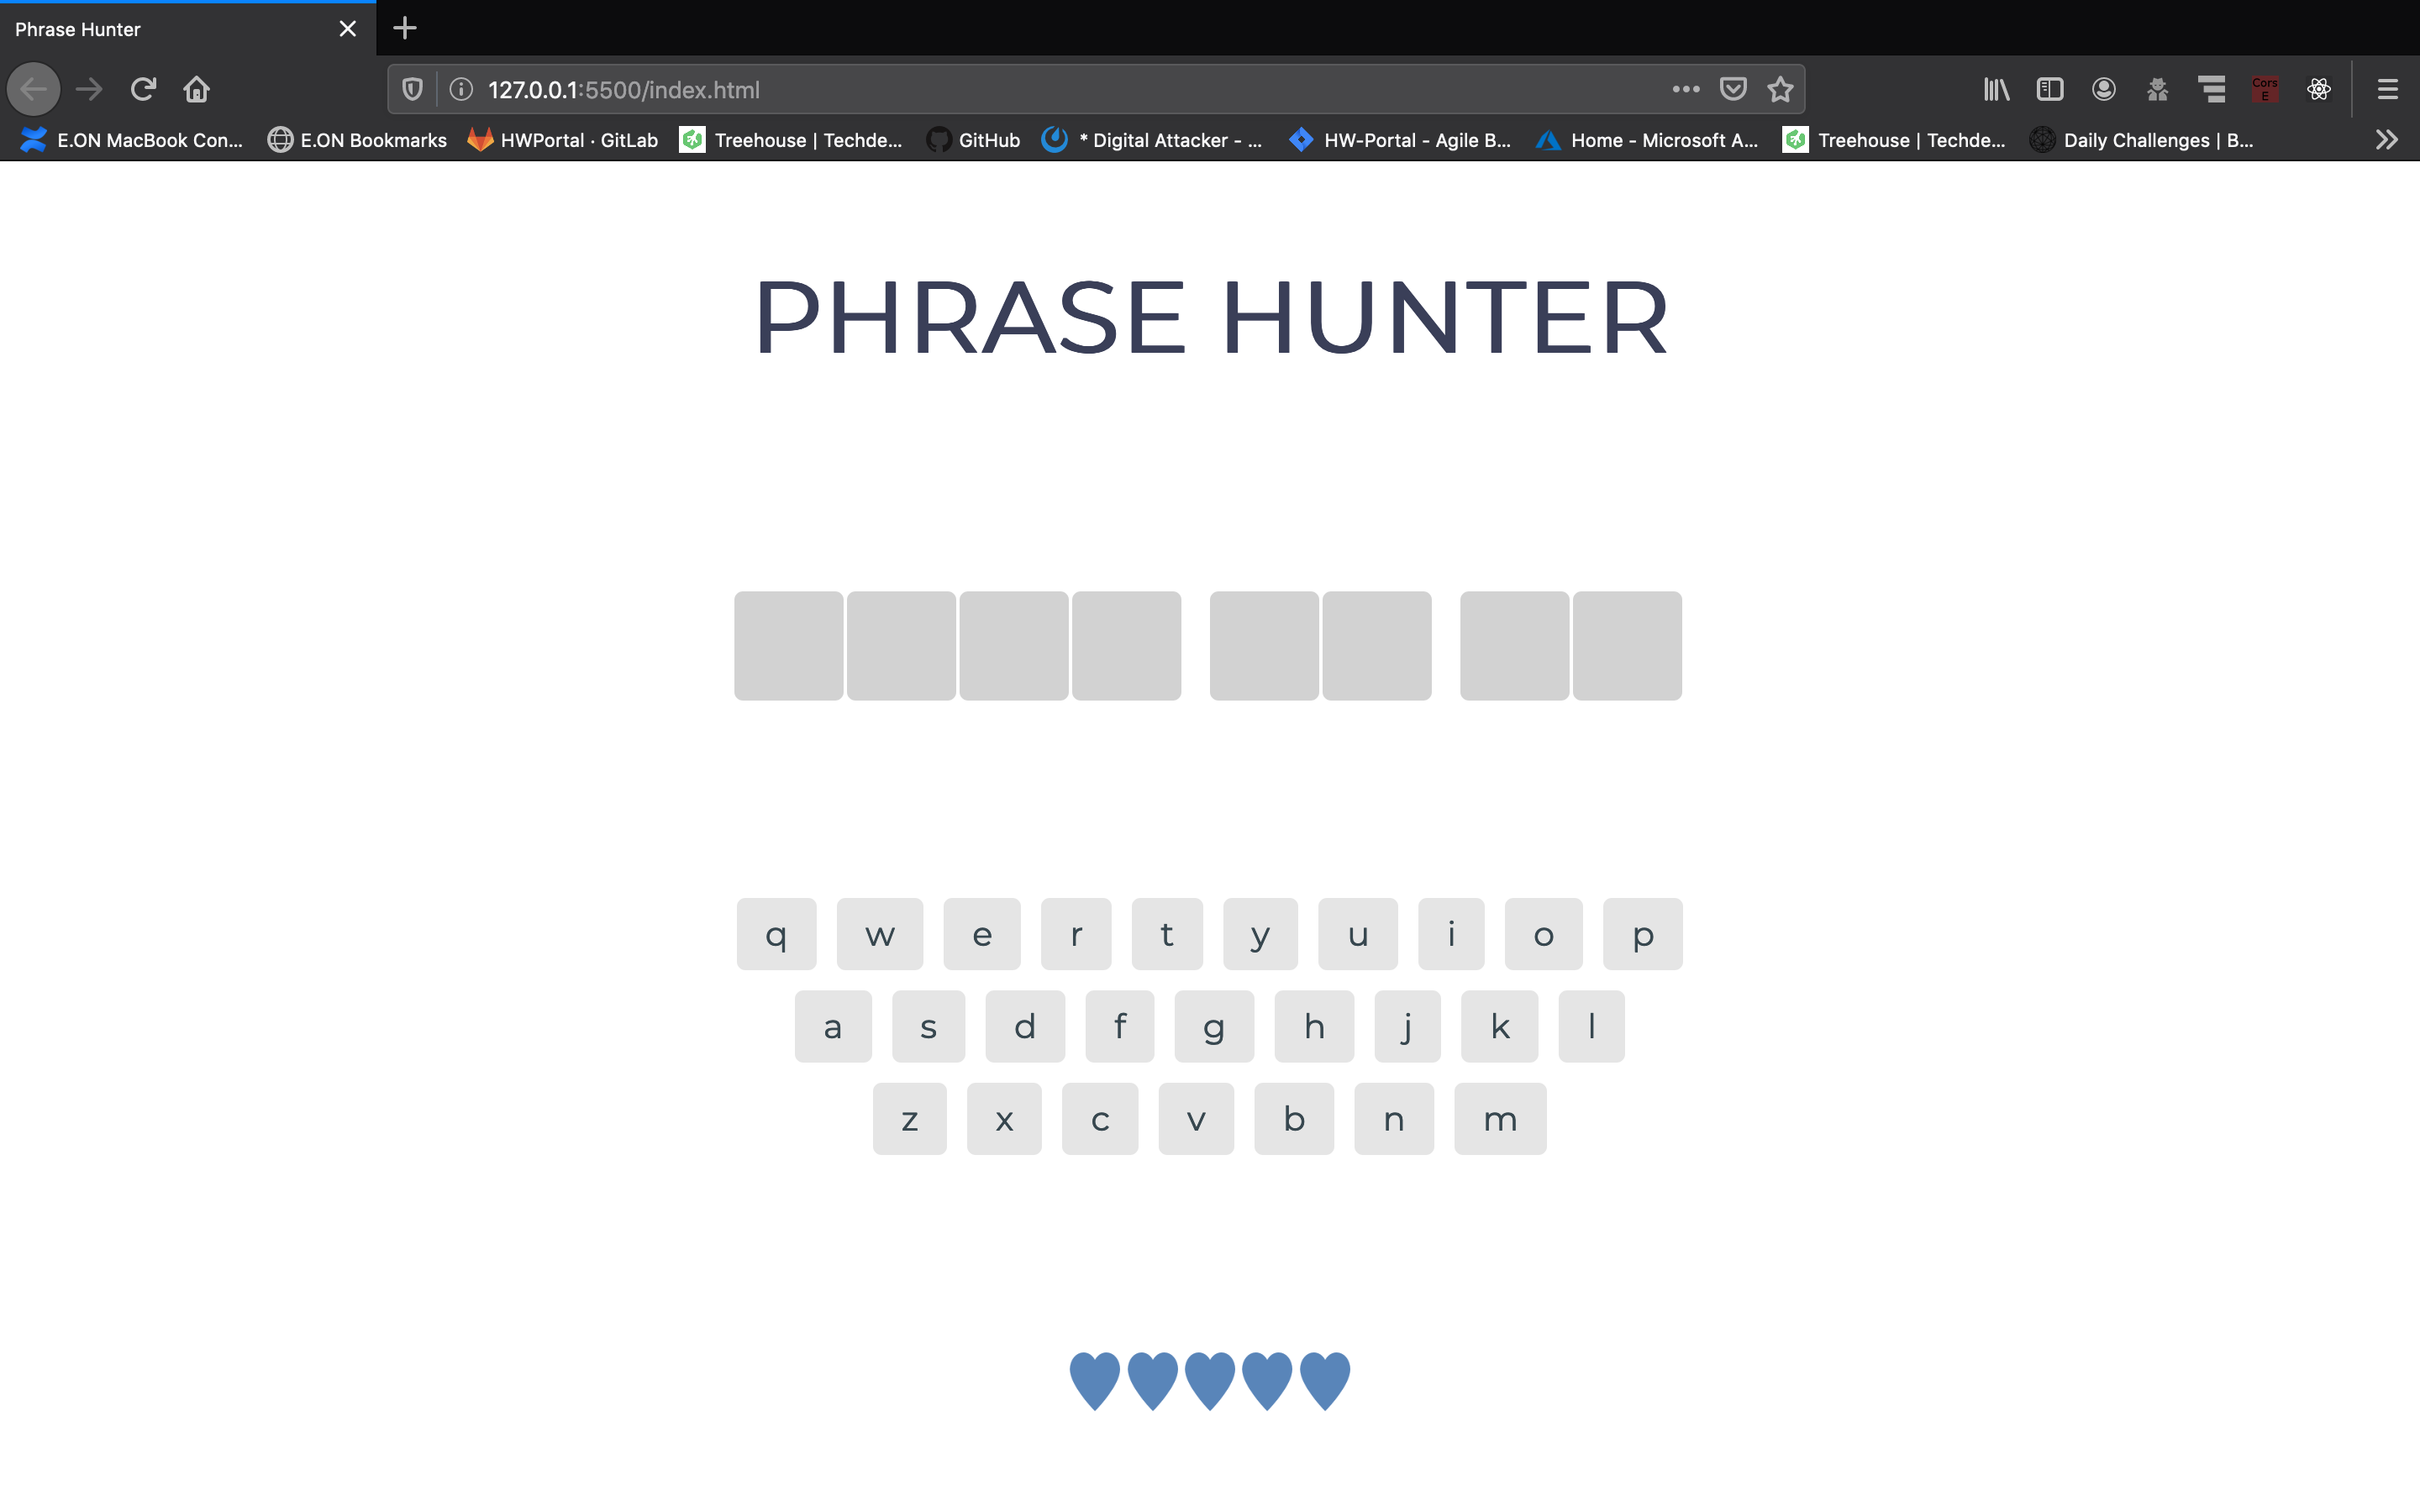 Phrase Hunter
127.0.0.1:5500/index.html
Cors E
E.ON MacBook Con... E.ON Bookmarks HWPortal · GitLab Treehouse | Techde... GitHub * Digital Attacker - ... HW-Portal - Agile B... Home - Microsoft A... Treehouse | Techde... Daily Challenges | B...
PHRASE HUNTER
q w e r t y u i o p
a s d f g h j k l
z x c v b n m